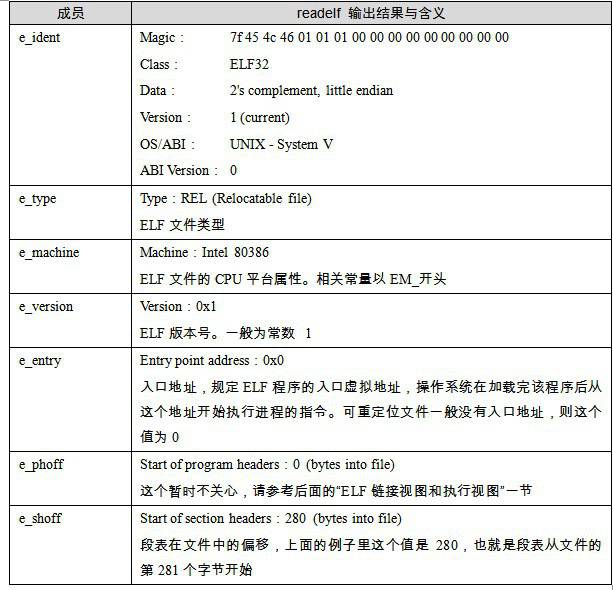 成员 readelf 输出结果与含义
e_ident Magic： 7f 45 4c 46 01 01 01 00 00 00 00 00 00 00 00 00
Class： ELF32
Data： 2's complement, little endian
Version： 1 (current)
OS/ABI： UNIX - System V
ABI Version： 0
e_type Type：REL (Relocatable file)
ELF 文件类型
e_machine Machine：Intel 80386
ELF 文件的 CPU 平台属性。相关常量以 EM_开头
e_version Version：0x1
ELF 版本号。一般为常数 1
e_entry Entry point address：0x0
入口地址，规定 ELF 程序的入口虚拟地址，操作系统在加载完该程序后从
这个地址开始执行进程的指令。可重定位文件一般没有入口地址，则这个
值为 0
e_phoff Start of program headers：0 (bytes into file)
这个暂时不关心，请参考后面的“ELF 链接视图和执行视图”一节
e_shoff Start of section headers：280 (bytes into file)
段表在文件中的偏移，上面的例子里这个值是 280，也就是段表从文件的
第 281 个字节开始